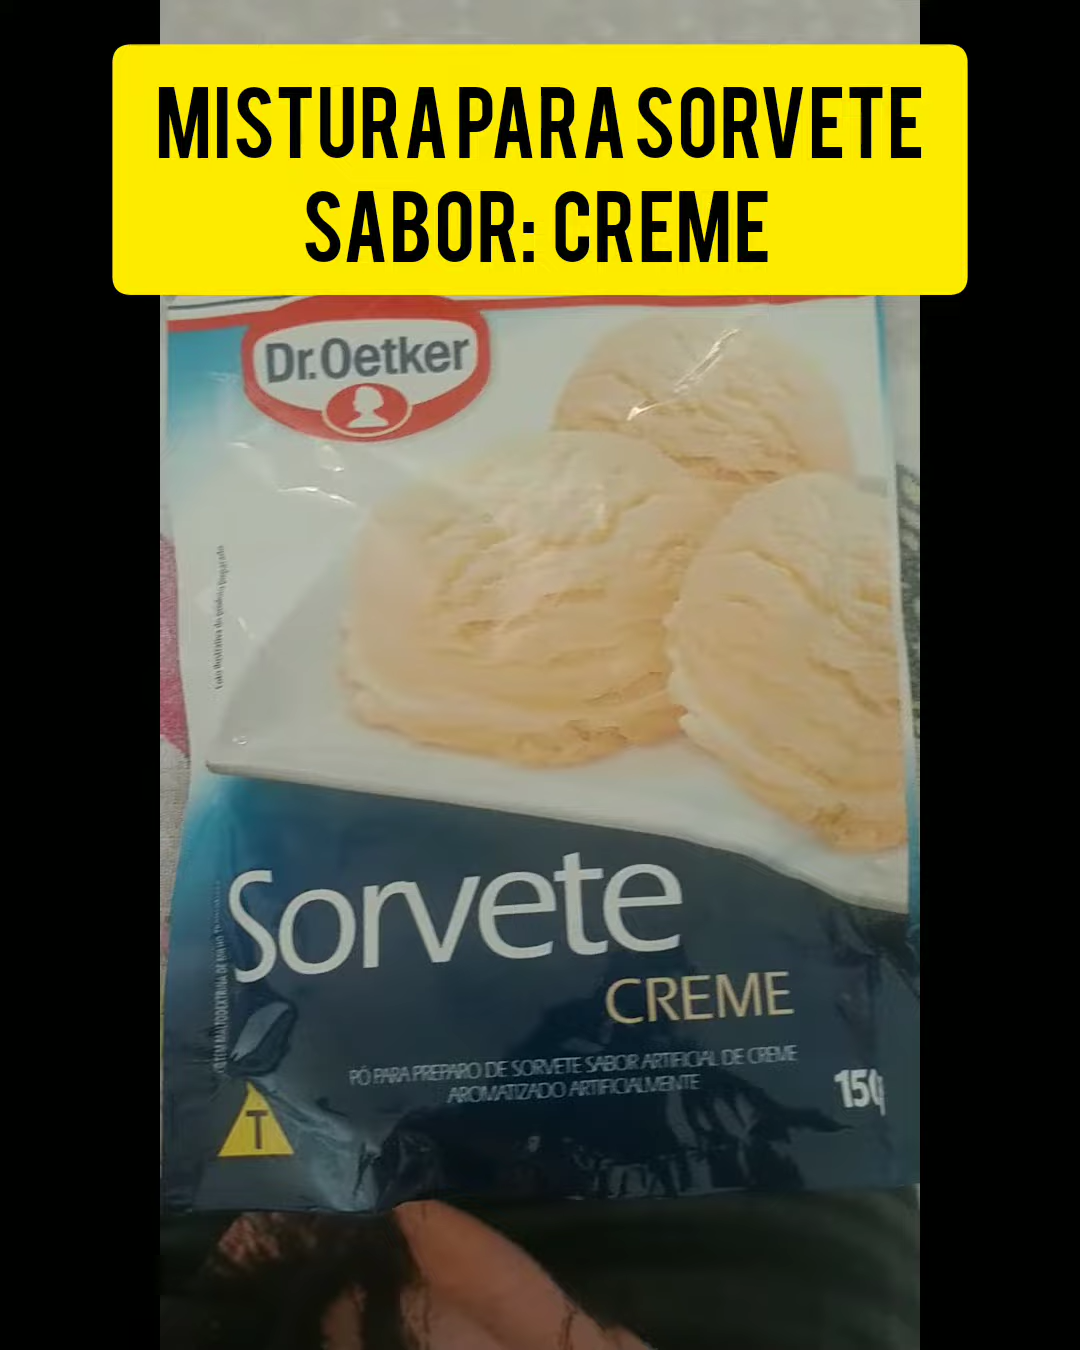 MISTURA PARA SORVETE
SABOR: CREME
Dr. Oetker
Sorvete
CREME
PÓ PARA PREPARO DE SORVETE SABOR ARTIFICIAL DE CREME
AROMATIZADO ARTIFICIALMENTE
150
T